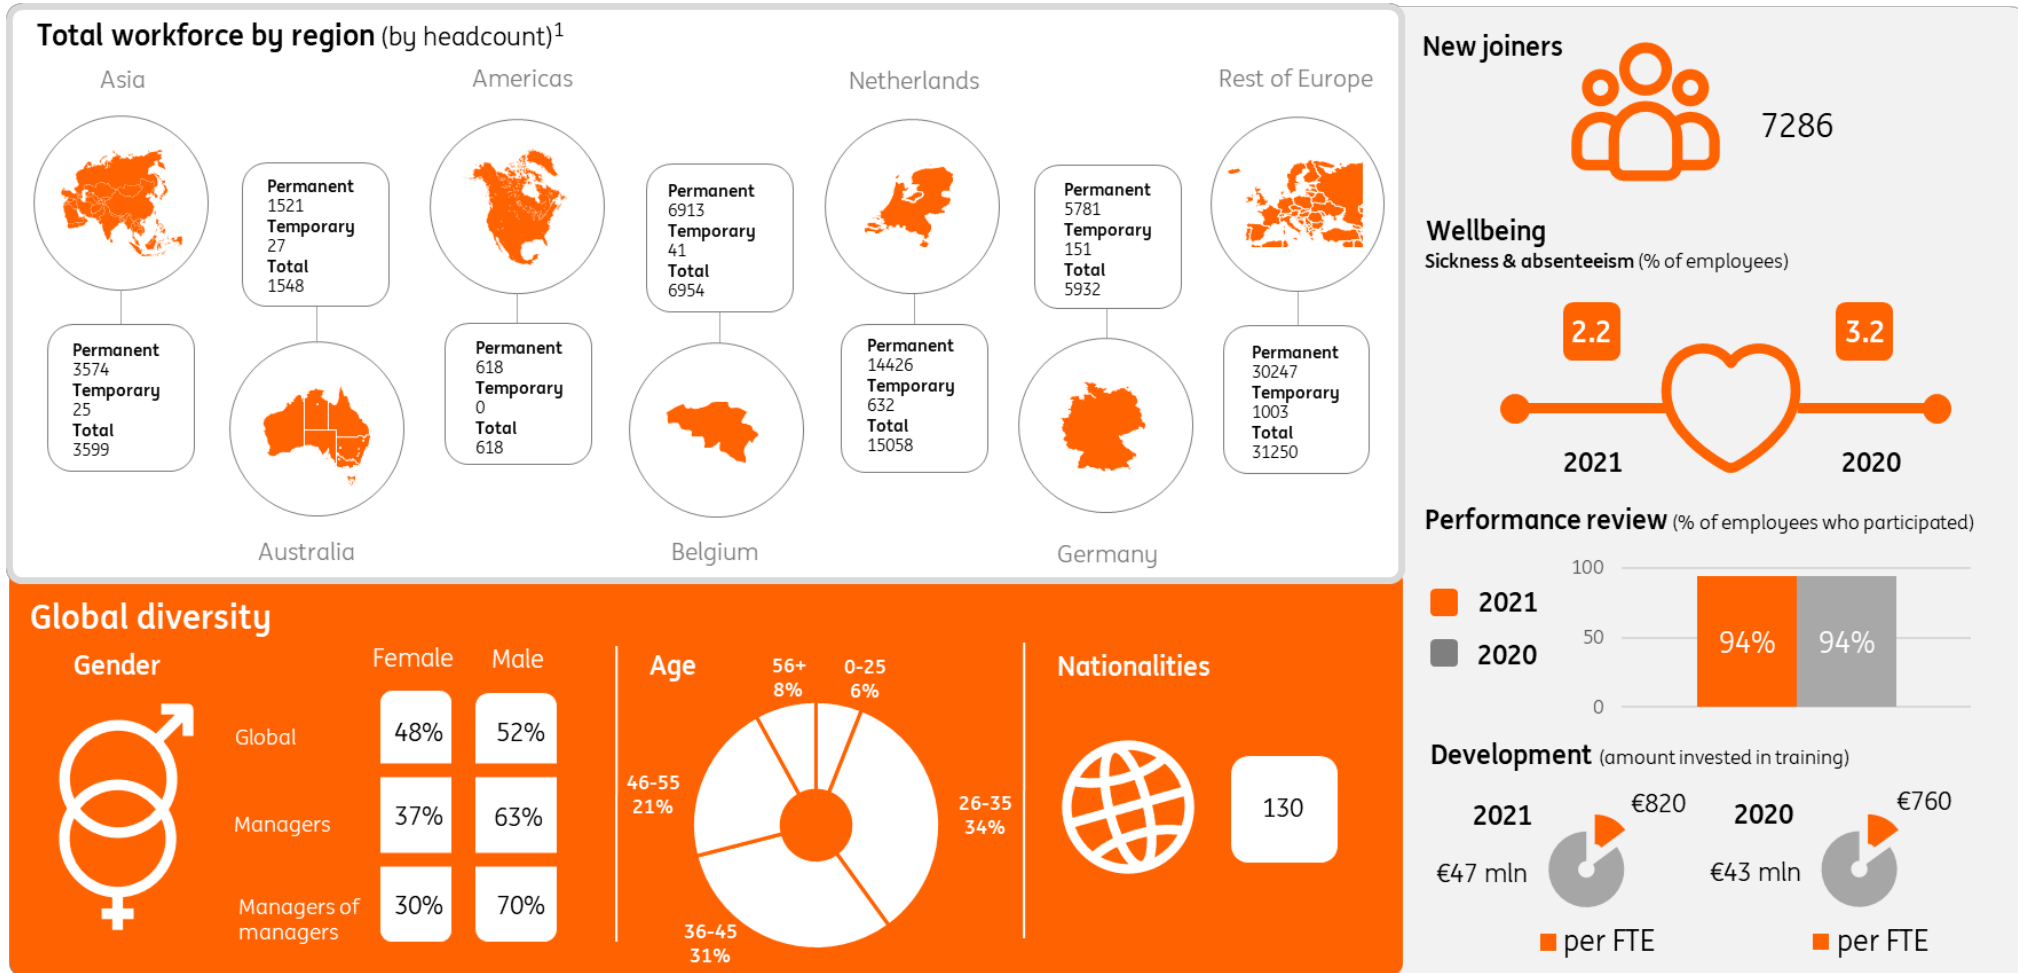 Total workforce by region (by headcount)1
Asia
Americas
Netherlands
Rest of Europe
Permanent
1521
Temporary
27
Total
1548
Permanent
6913
Temporary
41
Total
6954
Permanent
5781
Temporary
151
Total
5932
Permanent
3574
Temporary
25
Total
3599
Permanent
618
Temporary
0
Total
618
Permanent
14426
Temporary
632
Total
15058
Permanent
30247
Temporary
1003
Total
31250
Australia
Belgium
Germany
Global diversity
Gender
Female
Male
Global
48%
52%
Managers
37%
63%
Managers of
managers
30%
70%
Age
56+
8%
0-25
6%
46-55
21%
26-35
34%
36-45
31%
Nationalities
130
New joiners
7286
Wellbeing
Sickness & absenteeism (% of employees)
2.2
3.2
2021
2020
Performance review (% of employees who participated)
100
50
0
2021
2020
94%
94%
Development (amount invested in training)
2021
€820
€47 mln
per FTE
2020
€760
€43 mln
per FTE